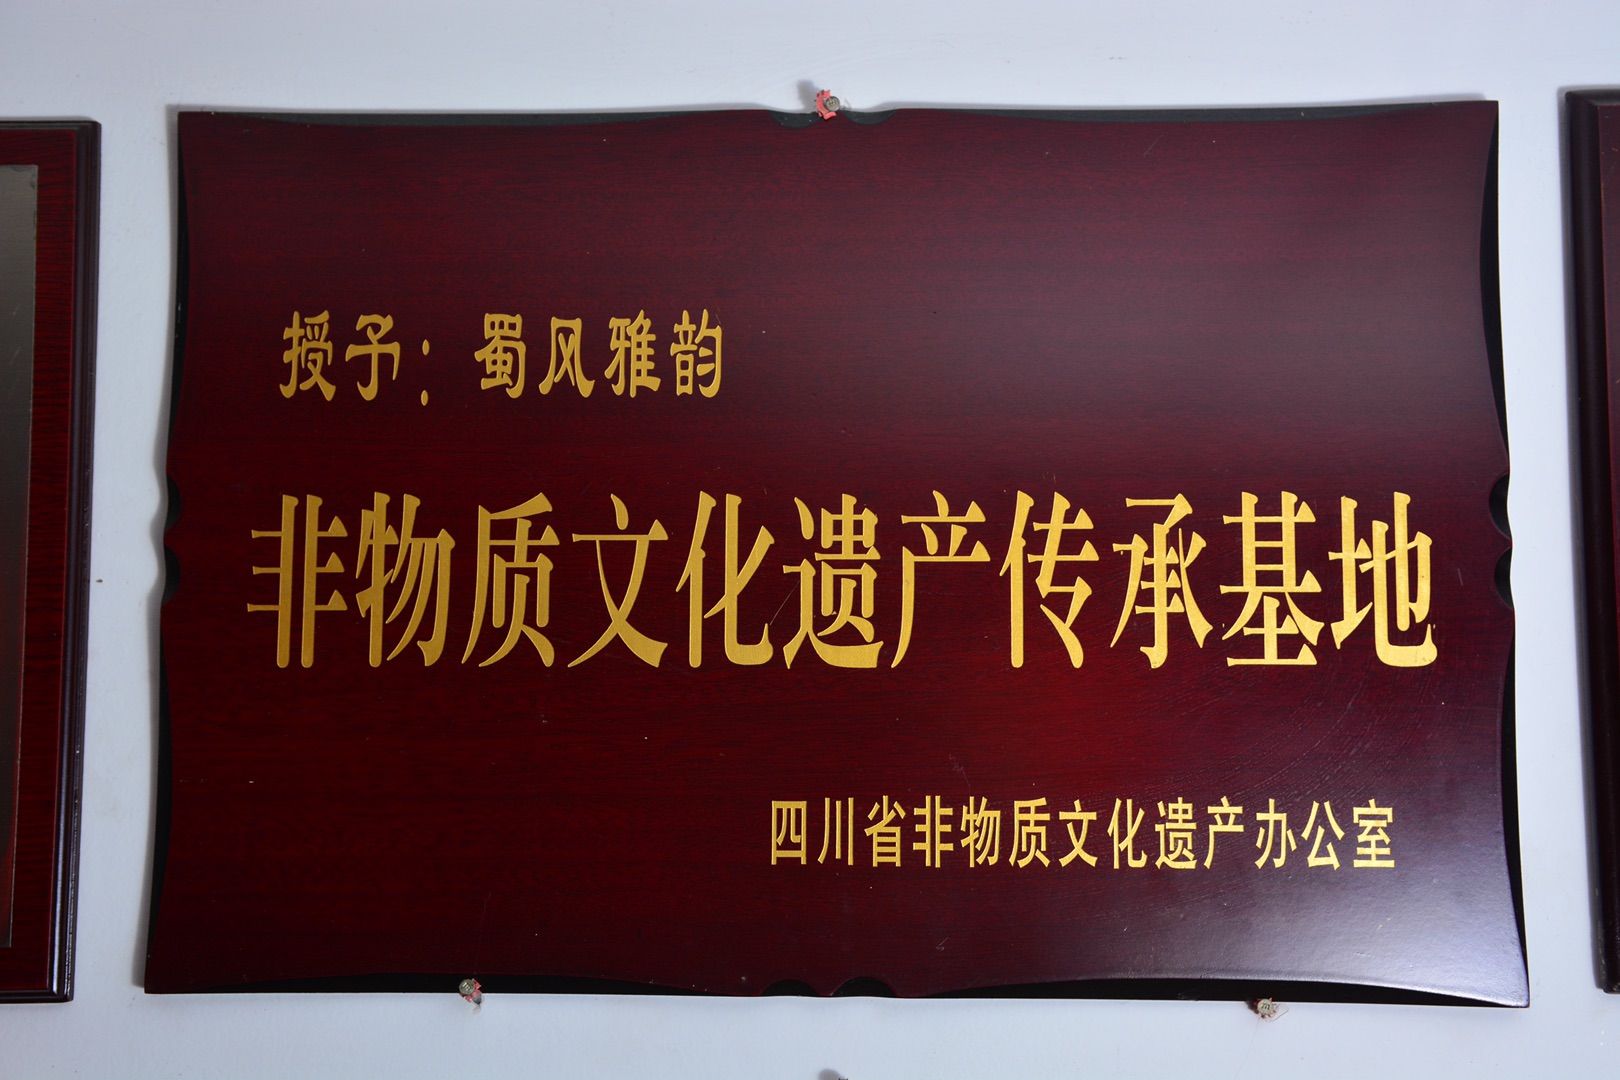 授予：蜀风雅韵
非物质文化遗产传承基地
四川省非物质文化遗产办公室